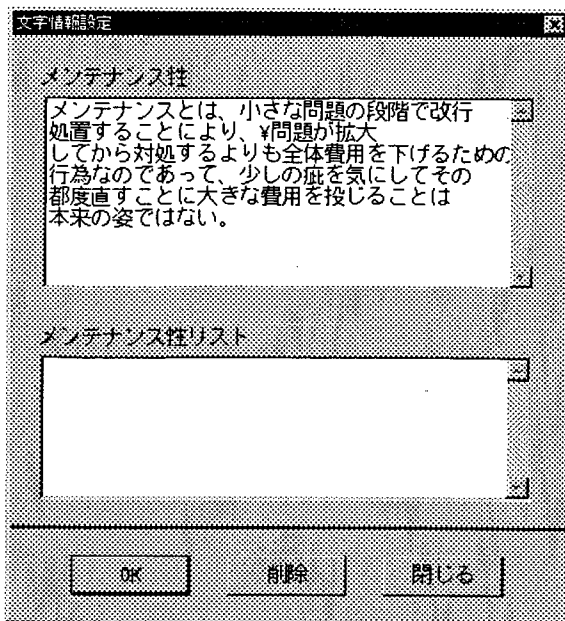 文字情報設定
メンテナンス性
メンテナンスとは、小さな問題の段階で改行
処置することにより、¥問題が拡大
してから対処するよりも全体費用を下げるための
行為なのであって、少しの疵を気にしてその
都度直すことに大きな費用を投じることは
本来の姿ではない。
メンテナンス性リスト
OK 削除 閉じる